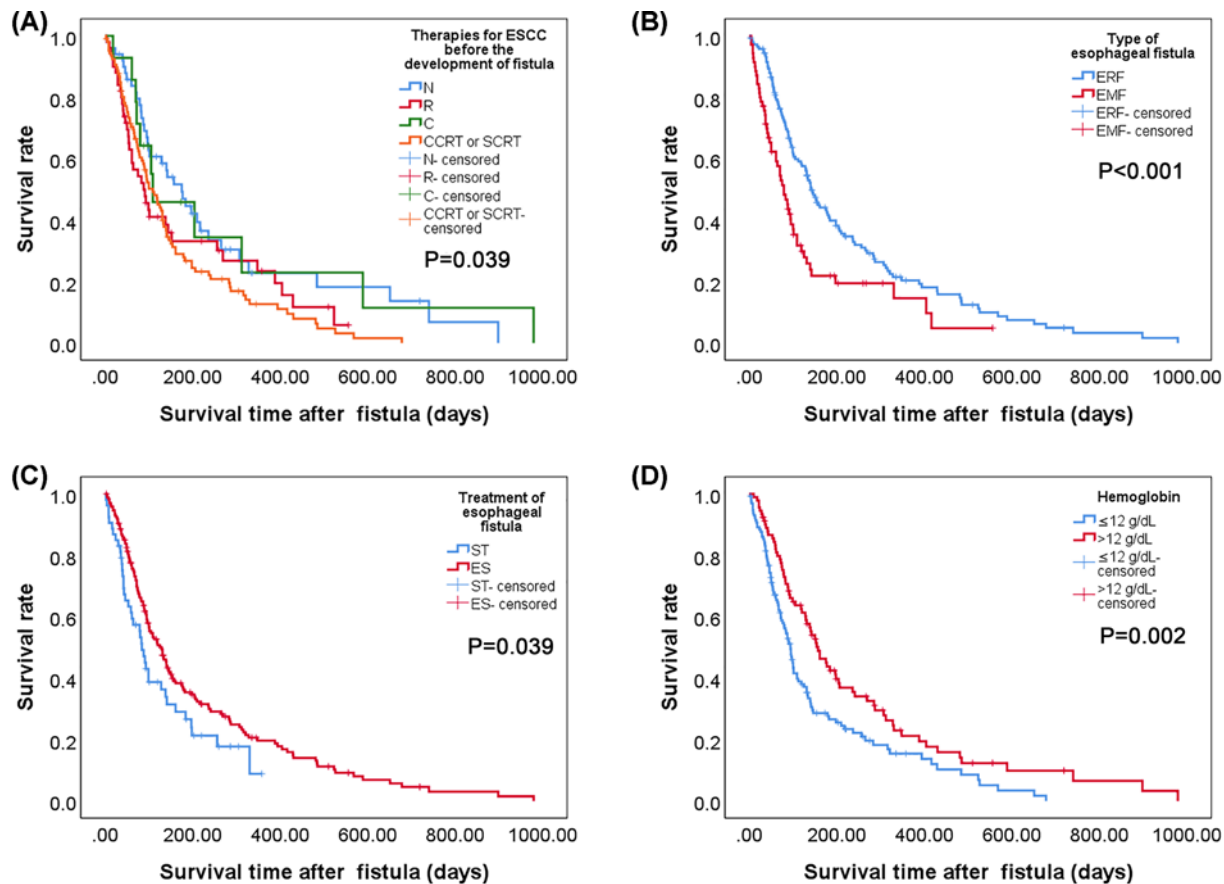 (A)
Survival rate
1.0
0.8
0.6
0.4
0.2
0.0
Therapies for ESCC
before the
development of fistula
N
R
C
CCRT or SCRT
N- censored
R- censored
C- censored
CCRT or SCRT-
censored
P=0.039
.00 200.00 400.00 600.00 800.00 1000.00
Survival time after fistula (days)
(B)
Survival rate
1.0
0.8
0.6
0.4
0.2
0.0
Type of
esophageal fistula
ERF
EMF
ERF- censored
EMF- censored
P<0.001
.00 200.00 400.00 600.00 800.00 1000.00
Survival time after fistula (days)
(C)
Survival rate
1.0
0.8
0.6
0.4
0.2
0.0
Treatment of
esophageal
fistula
ST
ES
ST- censored
ES- censored
P=0.039
.00 200.00 400.00 600.00 800.00 1000.00
Survival time after fistula (days)
(D)
Survival rate
1.0
0.8
0.6
0.4
0.2
0.0
Hemoglobin
≤12 g/dL
>12 g/dL
≤12 g/dL-
censored
>12 g/dL-
censored
P=0.002
.00 200.00 400.00 600.00 800.00 1000.00
Survival time after fistula (days)